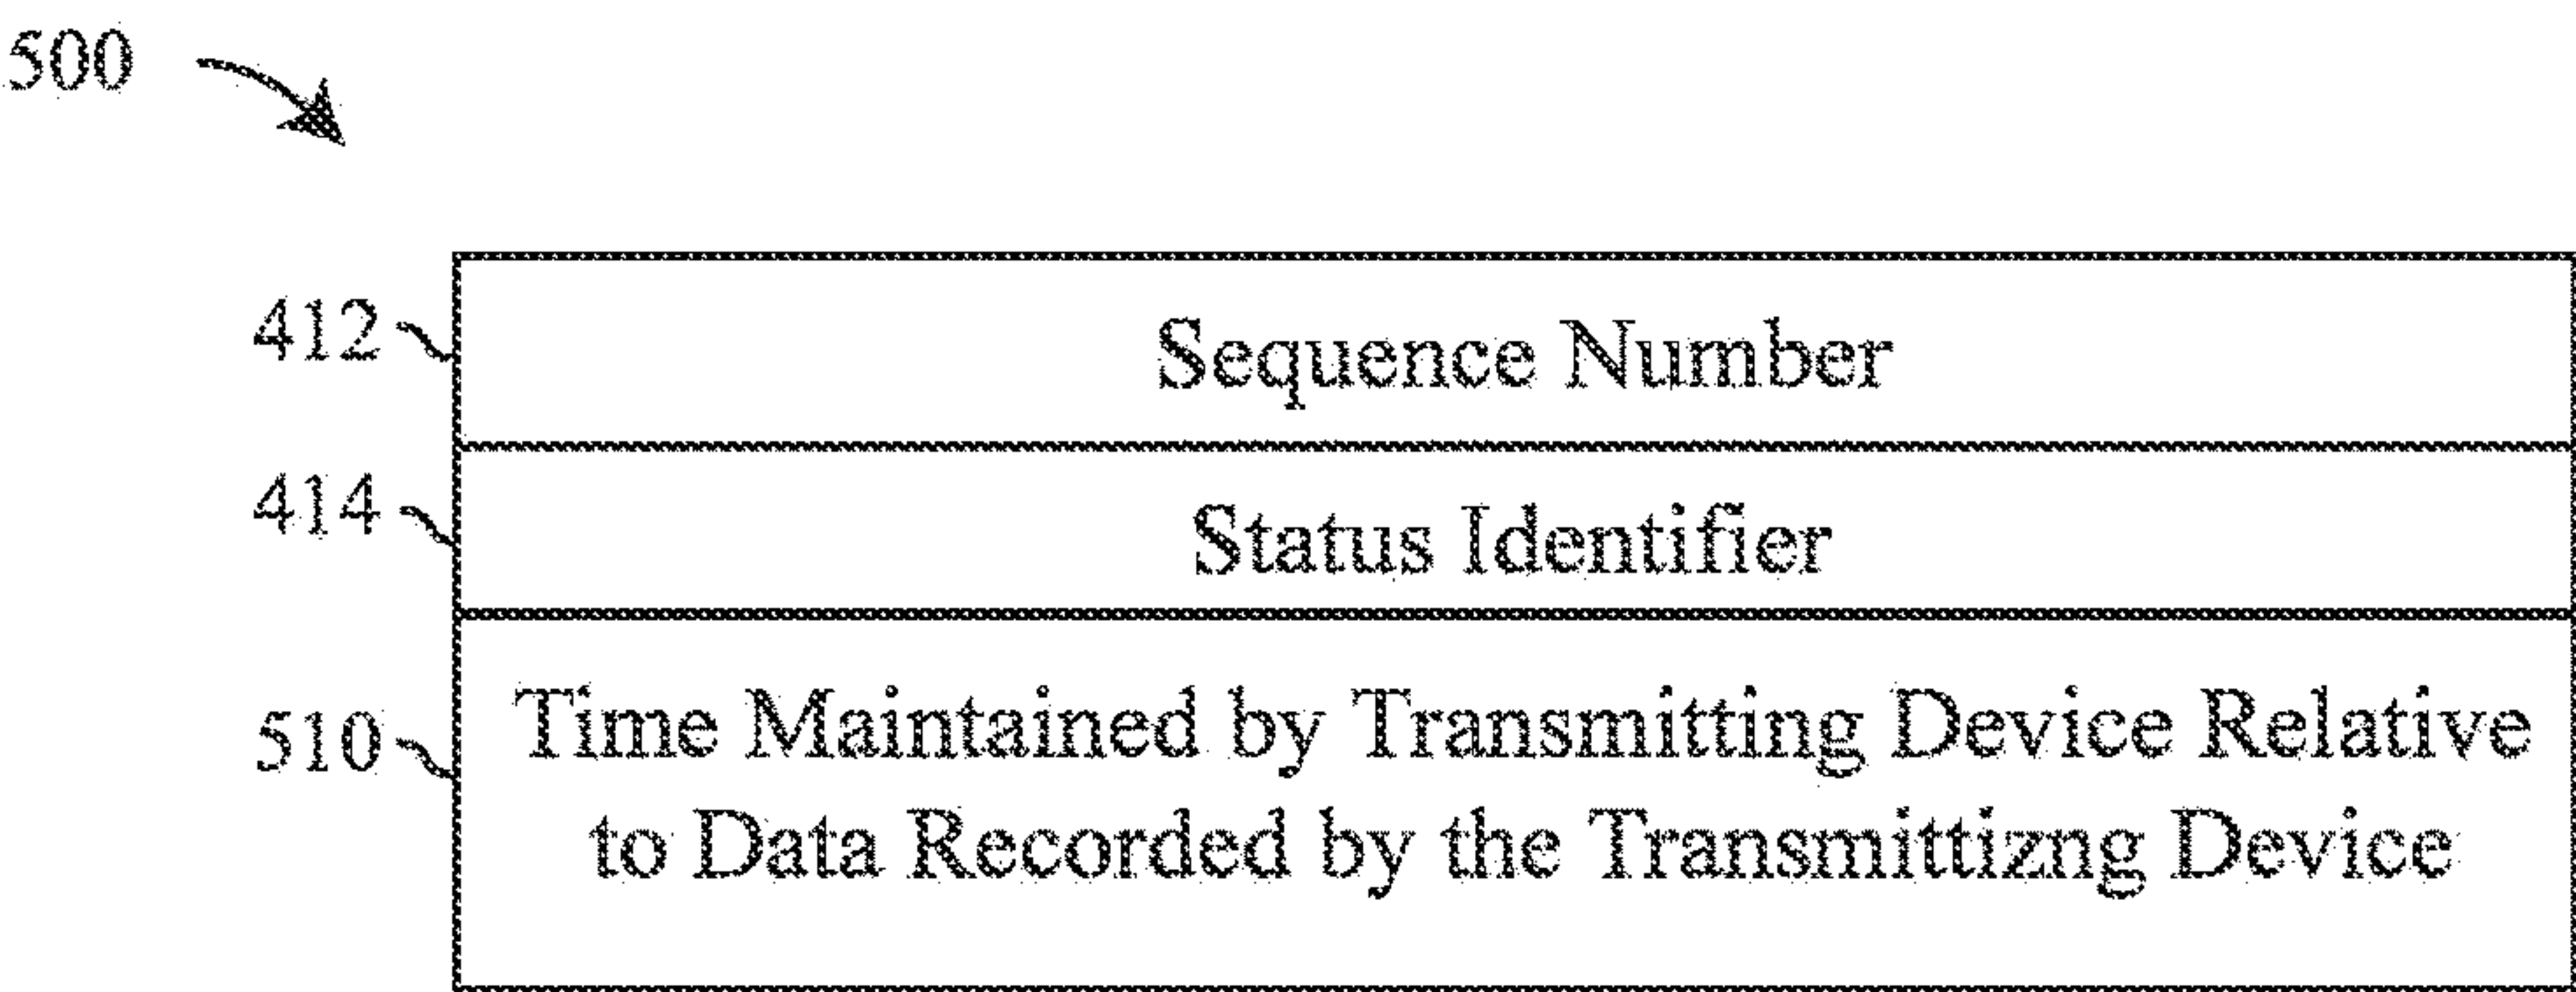 500
412
Sequence Number
414
Status Identifier
510
Time Maintained by Transmitting Device Relative
to Data Recorded by the Transmittizng Device